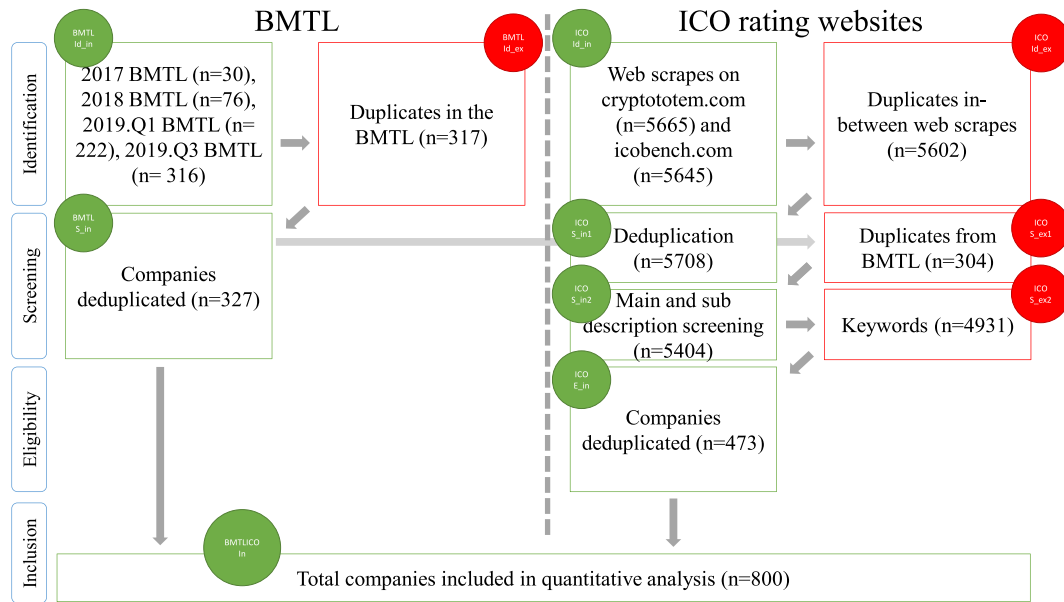 BMTL
ICO rating websites
Identification
BMTL
Id_in
2017 BMTL (n=30),
2018 BMTL (n=76),
2019.Q1 BMTL (n=
222), 2019.Q3 BMTL
(n= 316)
BMTL
Id_ex
Duplicates in the
BMTL (n=317)
ICO
Id_in
Web scrapes on
cryptototem.com
(n=5665) and
icobench.com
(n=5645)
ICO
Id_ex
Duplicates in-
between web scrapes
(n=5602)
Screening
BMTL
S_in
Companies
deduplicated (n=327)
ICO
S_in1
Deduplication
(n=5708)
ICO
S_ex1
Duplicates from
BMTL (n=304)
ICO
S_in2
Main and sub
description screening
(n=5404)
ICO
S_ex2
Keywords (n=4931)
Eligibility
ICO
E_in
Companies
deduplicated (n=473)
Inclusion
BMTLICO
In
Total companies included in quantitative analysis (n=800)